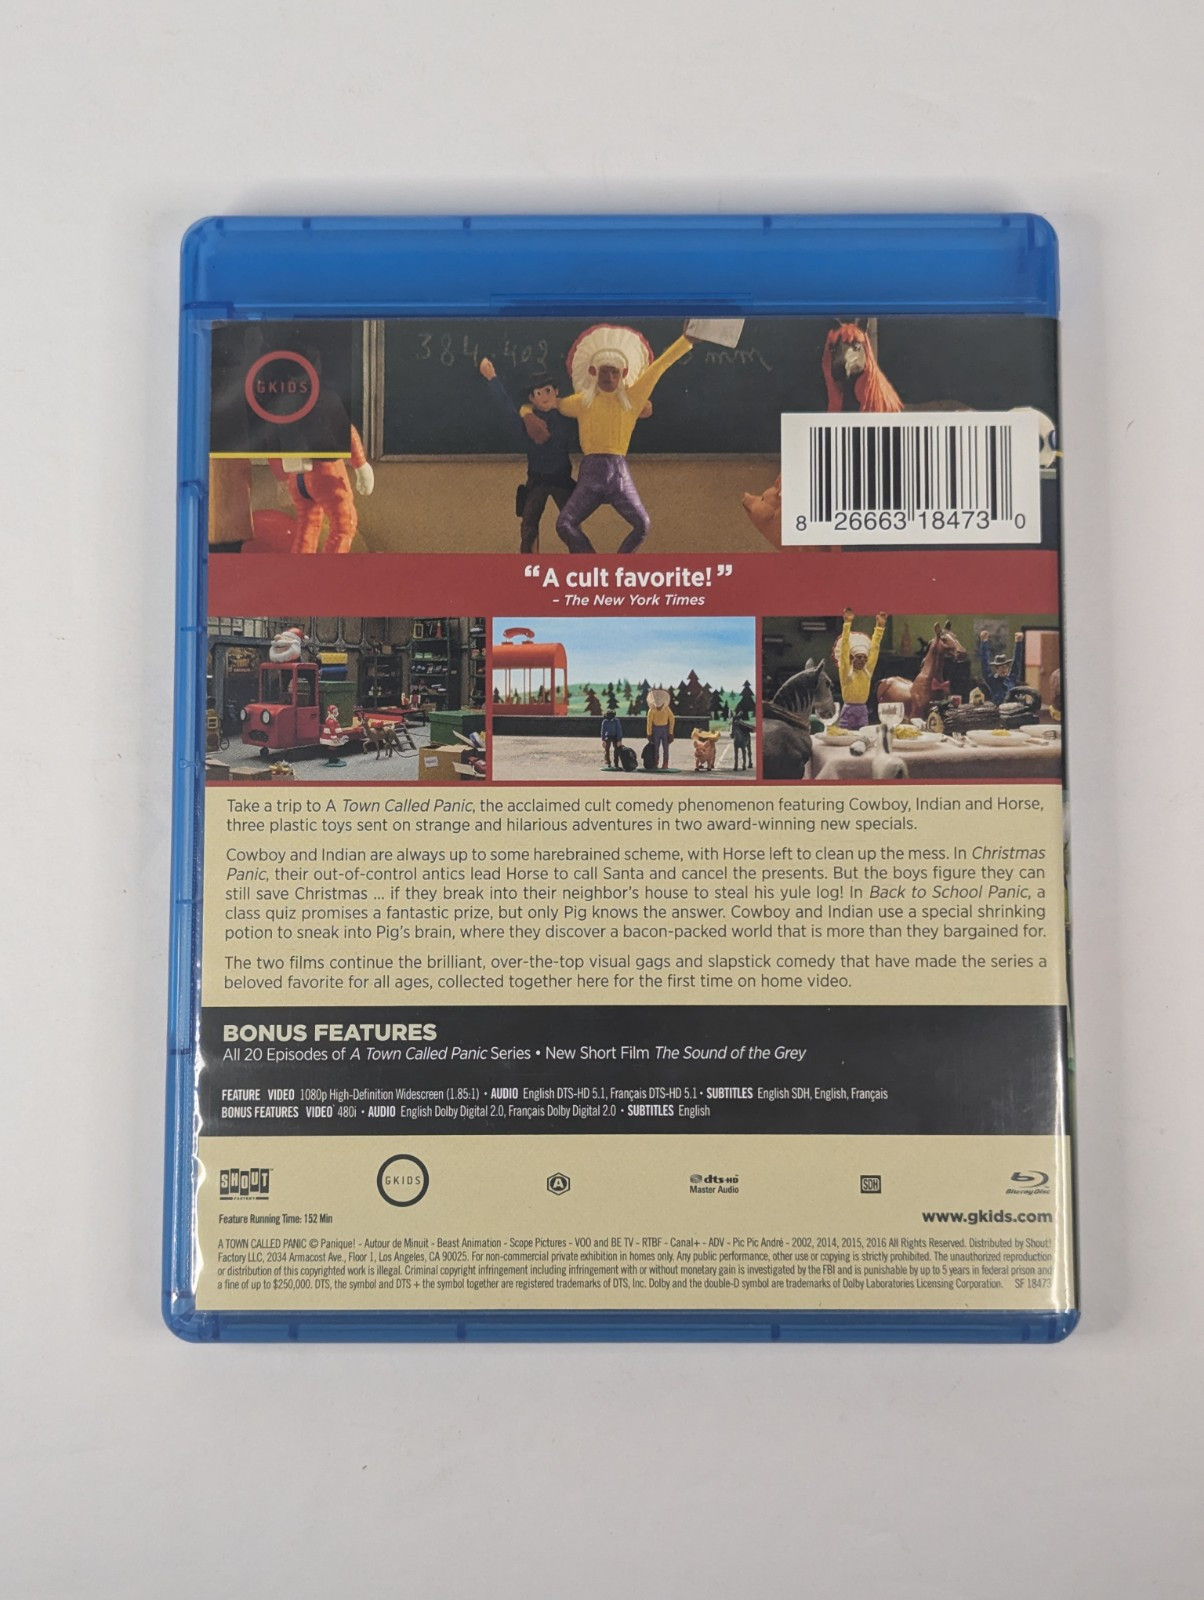 384.402
GKIDS
8 26663 18473 0
“A cult favorite!”
– The New York Times
Take a trip to A Town Called Panic, the acclaimed cult comedy phenomenon featuring Cowboy, Indian and Horse,
three plastic toys sent on strange and hilarious adventures in two award-winning new specials.
Cowboy and Indian are always up to some harebrained scheme, with Horse left to clean up the mess. In Christmas
Panic, their out-of-control antics lead Horse to call Santa and cancel the presents. But the boys figure they can
still save Christmas ... if they break into their neighbor's house to steal his yule log! In Back to School Panic, a
class quiz promises a fantastic prize, but only Pig knows the answer. Cowboy and Indian use a special shrinking
potion to sneak into Pig's brain, where they discover a bacon-packed world that is more than they bargained for.
The two films continue the brilliant, over-the-top visual gags and slapstick comedy that have made the series a
beloved favorite for all ages, collected together here for the first time on home video.
BONUS FEATURES
All 20 Episodes of A Town Called Panic Series • New Short Film The Sound of the Grey
FEATURE VIDEO 1080p High-Definition Widescreen (1.85:1) • AUDIO English DTS-HD 5.1, Français DTS-HD 5.1 • SUBTITLES English SDH, English, Français
BONUS FEATURES VIDEO 480i • AUDIO English Dolby Digital 2.0, Français Dolby Digital 2.0 • SUBTITLES English
SHOUT! FACTORY
GKIDS
A
dts-HD Master Audio
SDH
Blu-ray Disc
Feature Running Time: 152 Min
www.gkids.com
A TOWN CALLED PANIC © Panique! - Autour de Minuit - Beast Animation - Scope Pictures - VOO and BE TV - RTBF - Canal+ - ADV - Pic Pic André - 2002, 2014, 2015, 2016 All Rights Reserved. Distributed by Shout!
Factory LLC, 2034 Armacost Ave., Floor 1, Los Angeles, CA 90025. For non-commercial private exhibition in homes only. Any public performance, other use or copying is strictly prohibited. The unauthorized reproduction
or distribution of this copyrighted work is illegal. Criminal copyright infringement including infringement with or without monetary gain is investigated by the FBI and is punishable by up to 5 years in federal prison and
a fine of up to $250,000. DTS, the symbol and DTS + the symbol together are registered trademarks of DTS, Inc. Dolby and the double-D symbol are trademarks of Dolby Laboratories Licensing Corporation. SF 18473